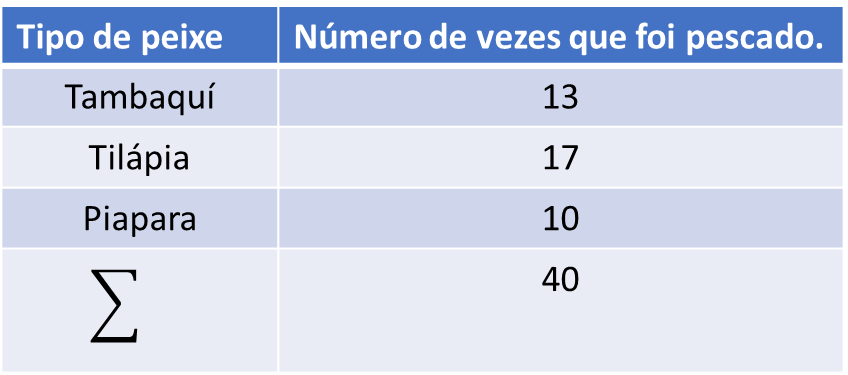 Tipo de peixe Número de vezes que foi pescado.
Tambaquí 13
Tilápia 17
Piapara 10
∑ 40